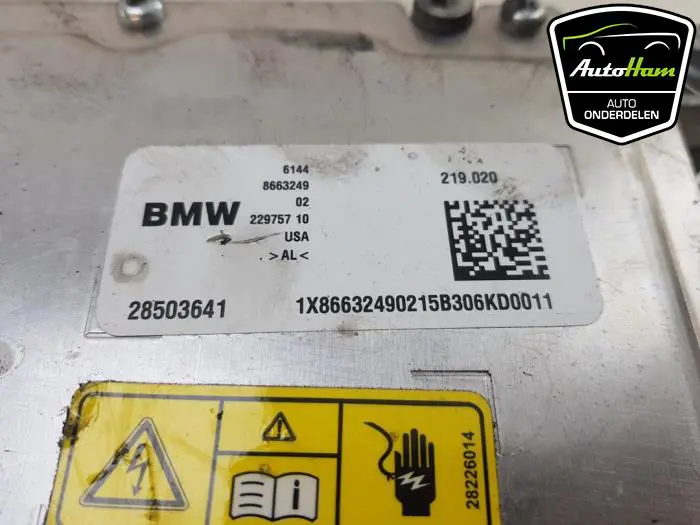 AutoHam
AUTO
ONDERDELEN
6144
8663249
02
BMW 229757 10
USA
>AL<
219.020
28503641
1X86632490215B306KD0011
28226014